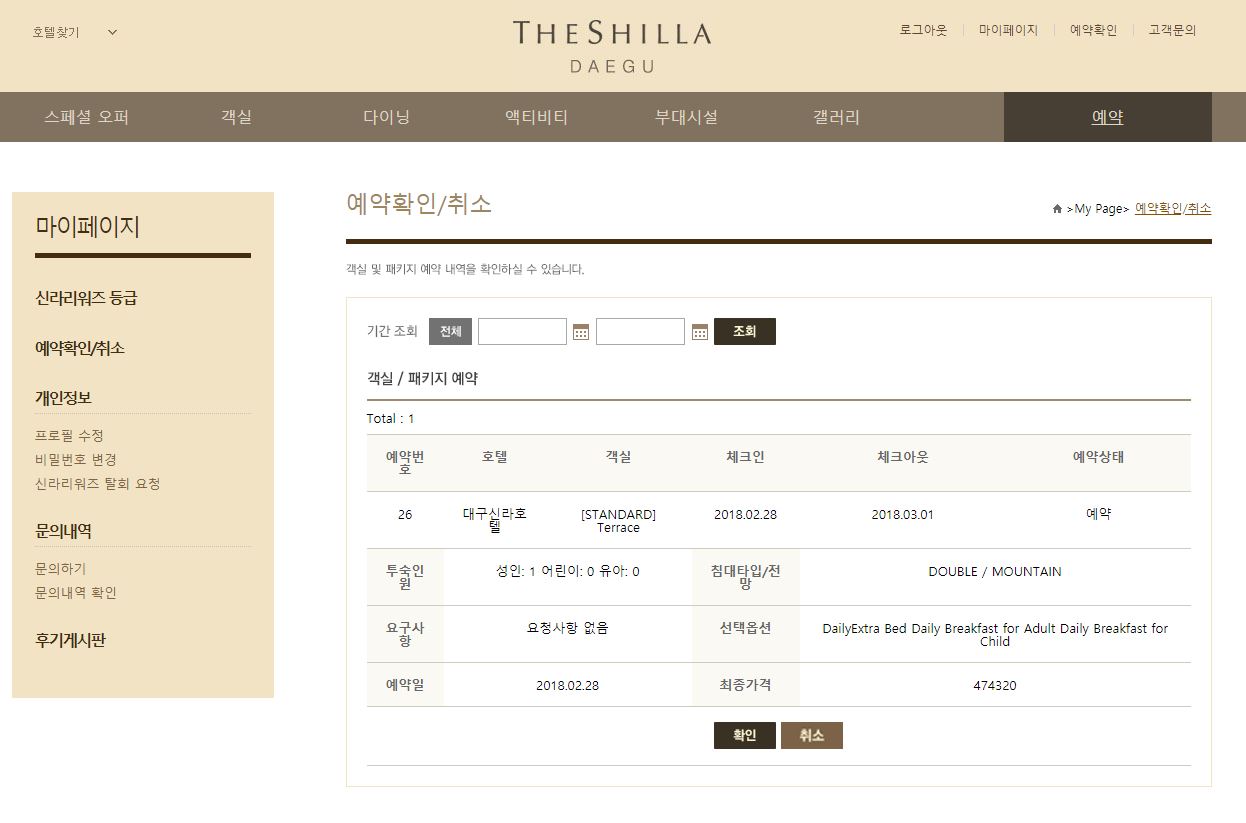 호텔찾기
THE SHILLA
DAEGU
로그아웃 마이페이지 예약확인 고객문의
스페셜 오퍼 객실 다이닝 액티비티 부대시설 갤러리 예약
마이페이지
신라리워즈 등급
예약확인/취소
개인정보
프로필 수정
비밀번호 변경
신라리워즈 탈회 요청
문의내역
문의하기
문의내역 확인
후기게시판
예약확인/취소
>My Page> 예약확인/취소
객실 및 패키지 예약 내역을 확인하실 수 있습니다.
기간 조회 전체 조회
객실 / 패키지 예약
Total : 1
예약번
호
호텔
객실
체크인
체크아웃
예약상태
26
대구신라호
텔
[STANDARD]
Terrace
2018.02.28
2018.03.01
예약
투숙인
원
성인: 1 어린이: 0 유아: 0
침대타입/전
망
DOUBLE / MOUNTAIN
요구사
항
요청사항 없음
선택옵션
DailyExtra Bed Daily Breakfast for Adult Daily Breakfast for
Child
예약일
2018.02.28
최종가격
474320
확인 취소